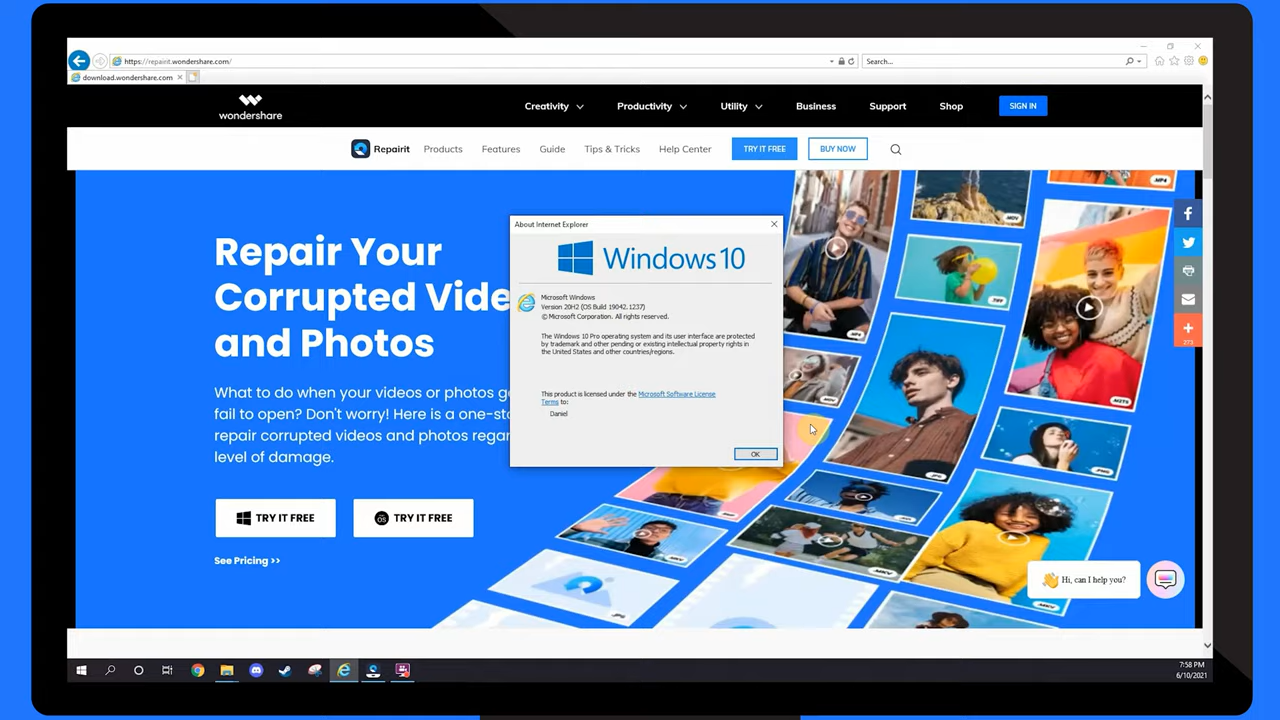 https://repaint.wondershare.com/
Search...
download.wondershare.com
wondershare
Creativity
Productivity
Utility
Business
Support
Shop
SIGN IN
Repairit
Products
Features
Guide
Tips & Tricks
Help Center
TRY IT FREE
BUY NOW
Repair Your
Corrupted Vide
and Photos
What to do when your videos or photos g
fail to open? Don't worry! Here is a one-st
repair corrupted videos and photos regar
level of damage.
TRY IT FREE
OS
TRY IT FREE
See Pricing >>
About Internet Explorer
Windows 10
Microsoft Windows
Version 20H2 (OS Build 19042.1237)
© Microsoft Corporation. All rights reserved.
The Windows 10 Pro operating system and its user interface are protected
by trademark and other pending or existing intellectual property rights in
the United States and other countries/regions.
This product is licensed under the Microsoft Software License
Terms to:
Daniel
OK
.MP4
273
Hi, can I help you?
7:58 PM
6/10/2021